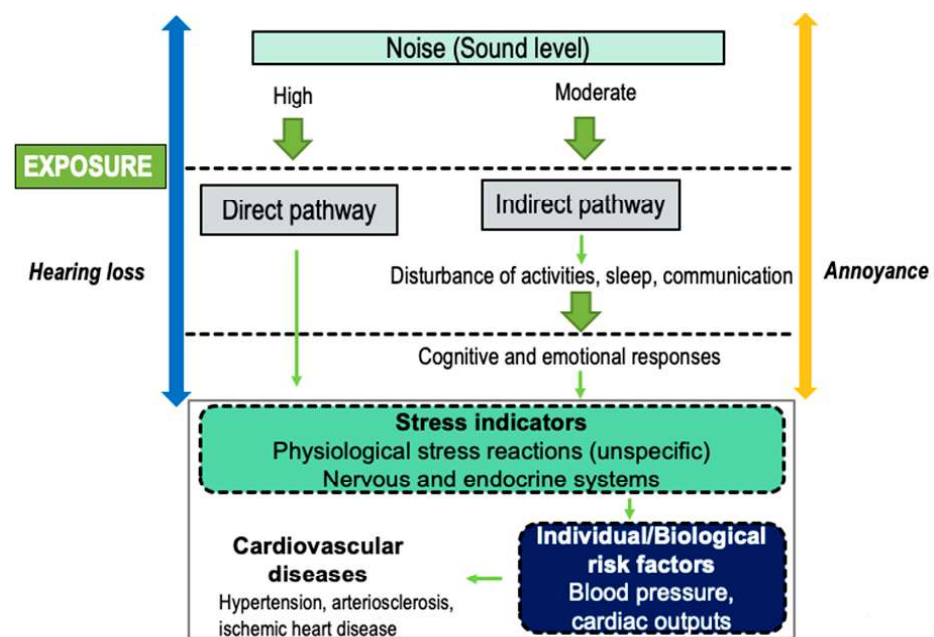 Noise (Sound level)
High
Moderate
EXPOSURE
Direct pathway
Indirect pathway
Hearing loss
Disturbance of activities, sleep, communication
Annoyance
Cognitive and emotional responses
Stress indicators
Physiological stress reactions (unspecific)
Nervous and endocrine systems
Individual/Biological
risk factors
Blood pressure,
cardiac outputs
Cardiovascular
diseases
Hypertension, arteriosclerosis,
ischemic heart disease